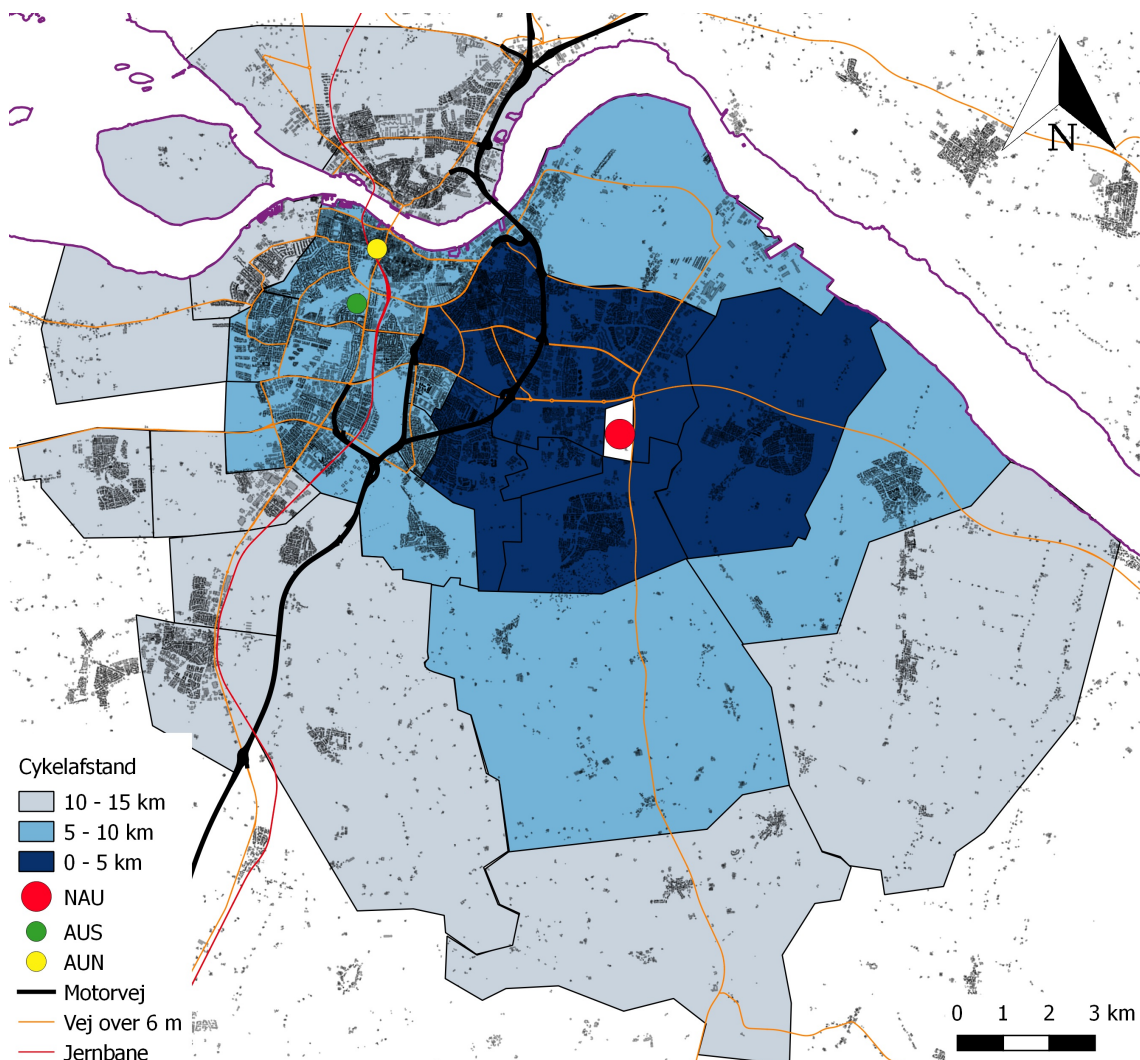 N
Cykelafstand
10 - 15 km
5 - 10 km
0 - 5 km
NAU
AUS
AUN
Motorvej
Vej over 6 m
Jernbane
0 1 2 3 km